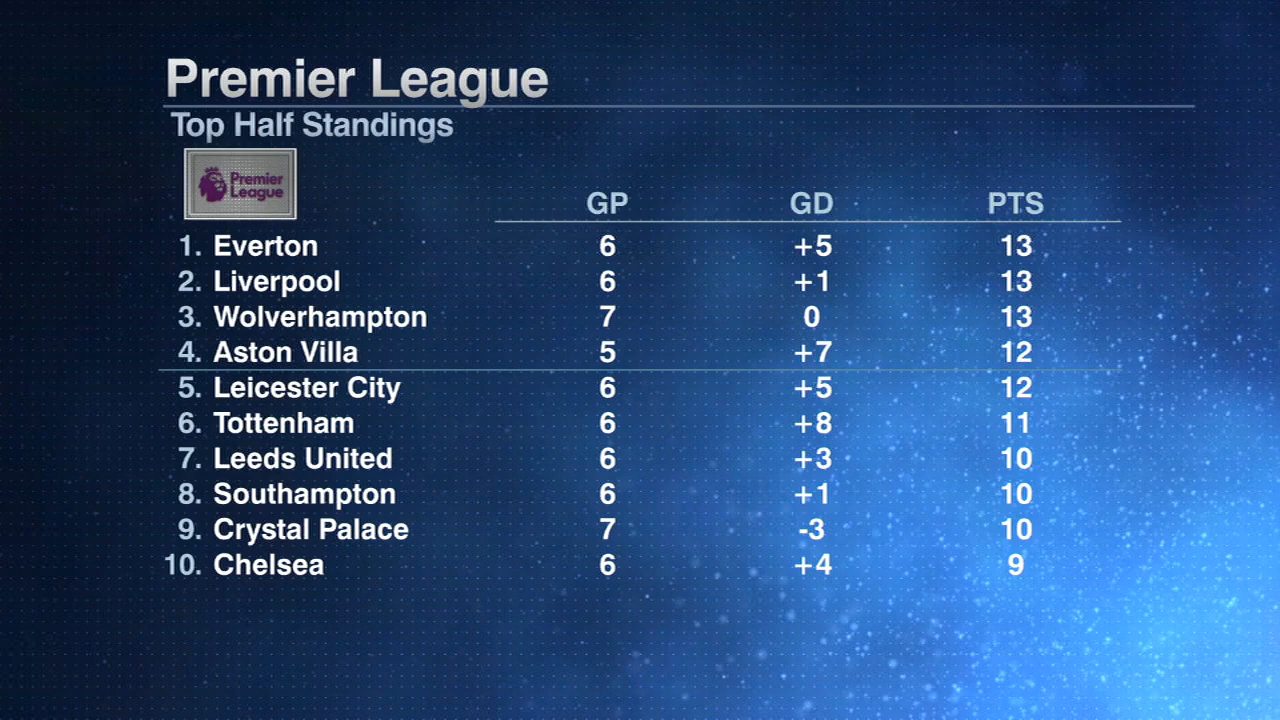 Premier League
Top Half Standings
Premier
League
GP GD PTS
1. Everton 6 +5 13
2. Liverpool 6 +1 13
3. Wolverhampton 7 0 13
4. Aston Villa 5 +7 12
5. Leicester City 6 +5 12
6. Tottenham 6 +8 11
7. Leeds United 6 +3 10
8. Southampton 6 +1 10
9. Crystal Palace 7 -3 10
10. Chelsea 6 +4 9